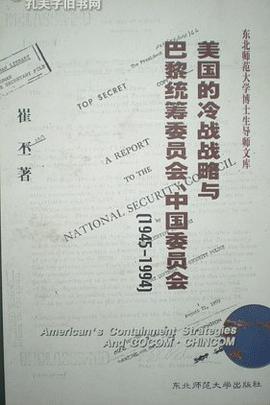 孔夫子旧书网
东北师范大学博士生导师文库
美国的冷战战略与
巴黎统筹委员会、中国委员会
(1945-1994)
崔丕 著
TOP SECRET
A REPORT
TO THE
NATIONAL SECURITY COUNCIL
American's Containment Strategies
And COCOM·CHINCOM
东北师范大学出版社